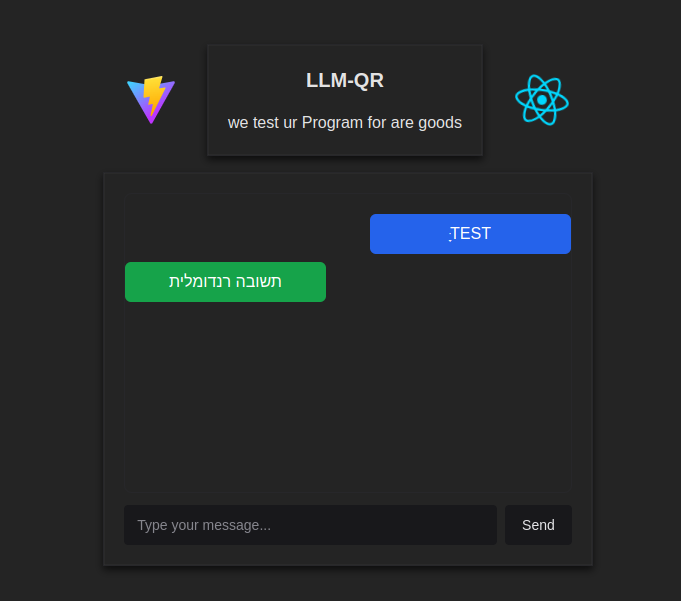 LLM-QR
we test ur Program for are goods
TEST
תשובה רנדומלית
Type your message...
Send